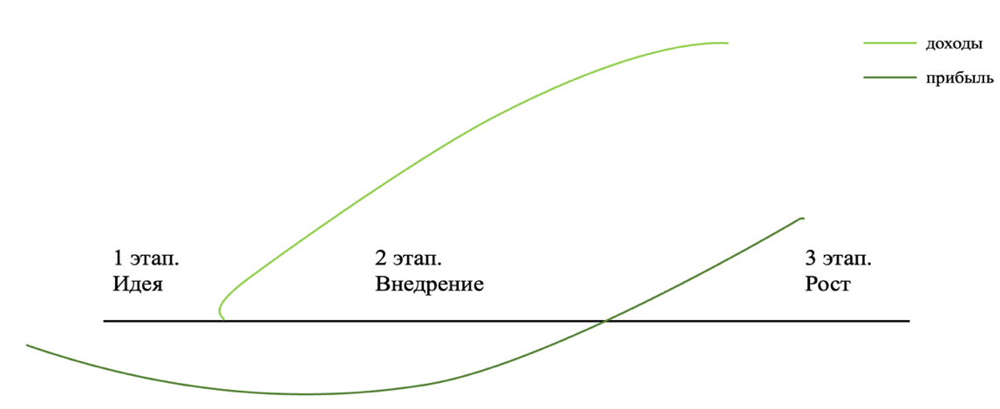 доходы
прибыль
1 этап.
Идея
2 этап.
Внедрение
3 этап.
Рост